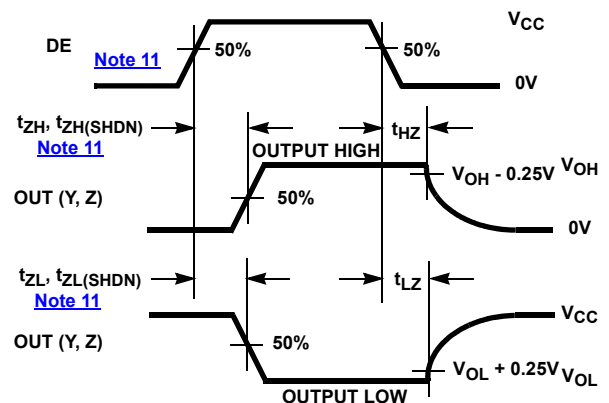 DE
Note 11
50%
50%
VCC
0V
tZH, tZH(SHDN)
Note 11
tHZ
OUTPUT HIGH
VOH - 0.25V
VOH
OUT (Y, Z)
50%
0V
tZL, tZL(SHDN)
Note 11
tLZ
VCC
OUT (Y, Z)
50%
VOL + 0.25V
VOL
OUTPUT LOW